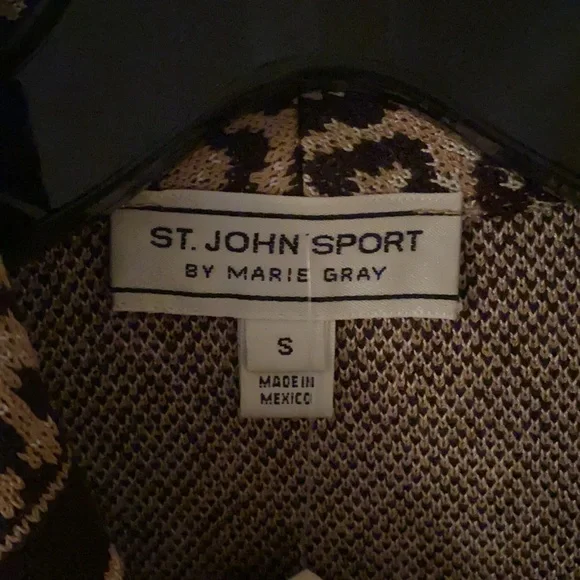 ST. JOHN SPORT
BY MARIE GRAY
S
MADE IN
MEXICO